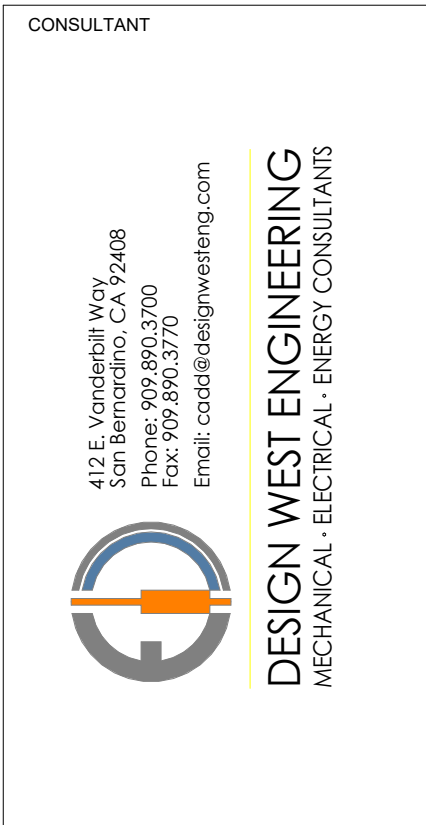 CONSULTANT
412 E. Vanderbilt Way
San Bernardino, CA 92408
Phone: 909.890.3700
Fax: 909.890.3770
Email: cadd@designwesteng.com
DESIGN WEST ENGINEERING
MECHANICAL ◦ ELECTRICAL ◦ ENERGY CONSULTANTS